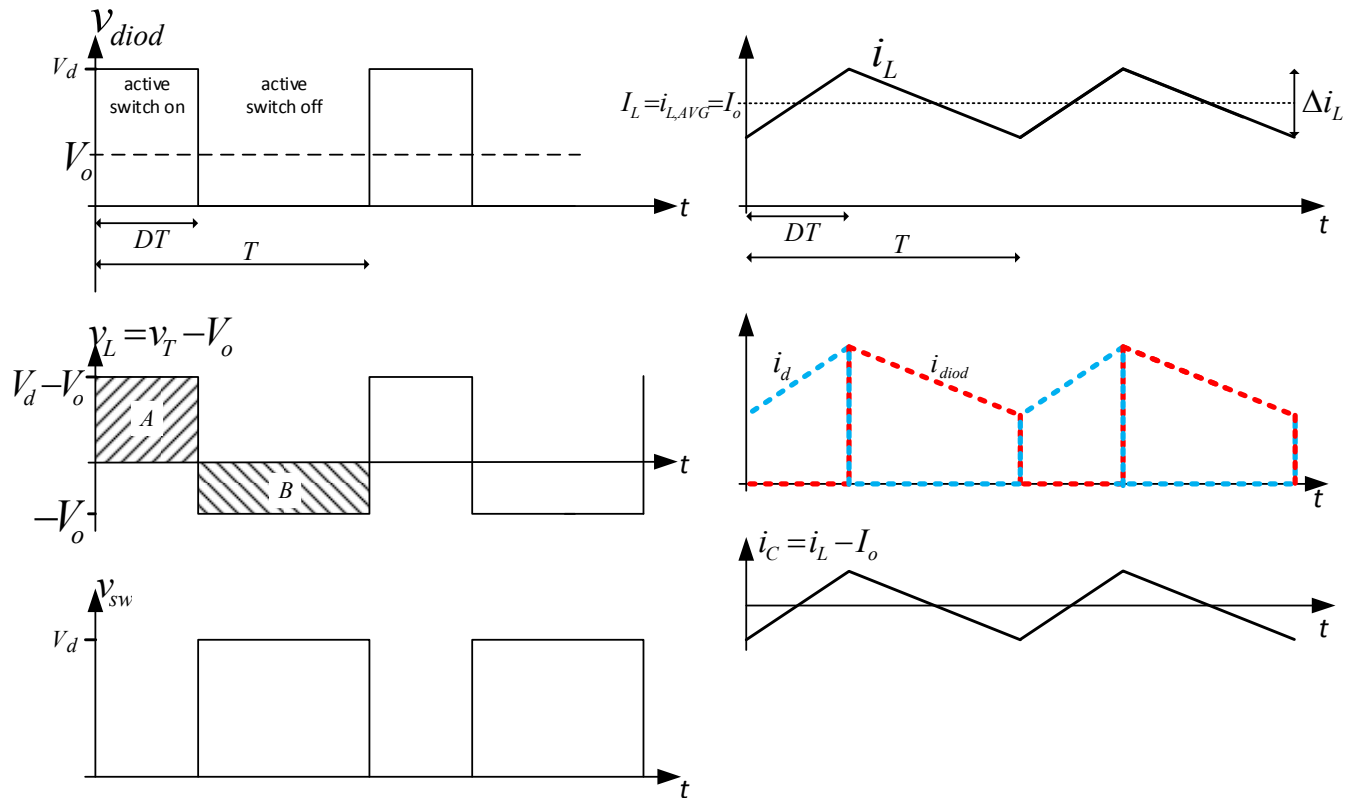 v_diod
V_d
active
switch on
active
switch off
V_o
t
DT
T
v_L = v_T − V_o
V_d − V_o
A
t
B
−V_o
v_sw
V_d
t
i_L
I_L = i_{L,AVG} = I_o
Δi_L
t
DT
T
i_d
i_diod
t
i_C = i_L − I_o
t